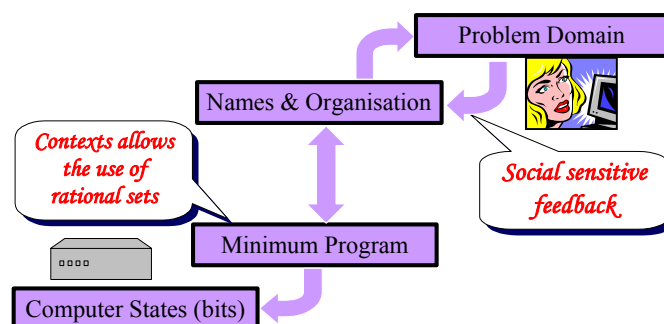 Problem Domain
Names & Organisation
Contexts allows
the use of
rational sets
Social sensitive
feedback
Minimum Program
Computer States (bits)